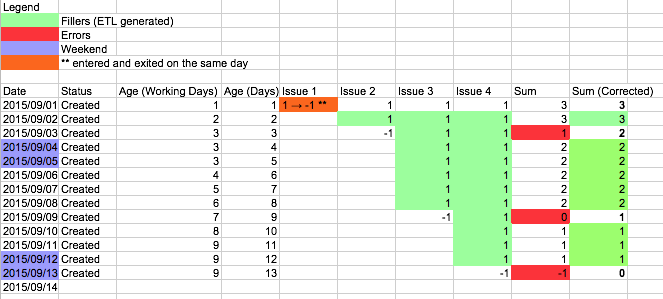 Legend
Fillers (ETL generated)
Errors
Weekend
** entered and exited on the same day
Date Status Age (Working Days) Age (Days) Issue 1 Issue 2 Issue 3 Issue 4 Sum Sum (Corrected)
2015/09/01 Created 1 1 1 → -1 ** 1 1 1 3 3
2015/09/02 Created 2 2 1 1 1 3 3
2015/09/03 Created 3 3 -1 1 1 1 2
2015/09/04 Created 3 4 1 1 2 2
2015/09/05 Created 3 5 1 1 2 2
2015/09/06 Created 4 6 1 1 2 2
2015/09/07 Created 5 7 1 1 2 2
2015/09/08 Created 6 8 1 1 2 2
2015/09/09 Created 7 9 -1 1 0 1
2015/09/10 Created 8 10 1 1 1
2015/09/11 Created 9 11 1 1 1
2015/09/12 Created 9 12 1 1 1
2015/09/13 Created 9 13 -1 -1 0
2015/09/14